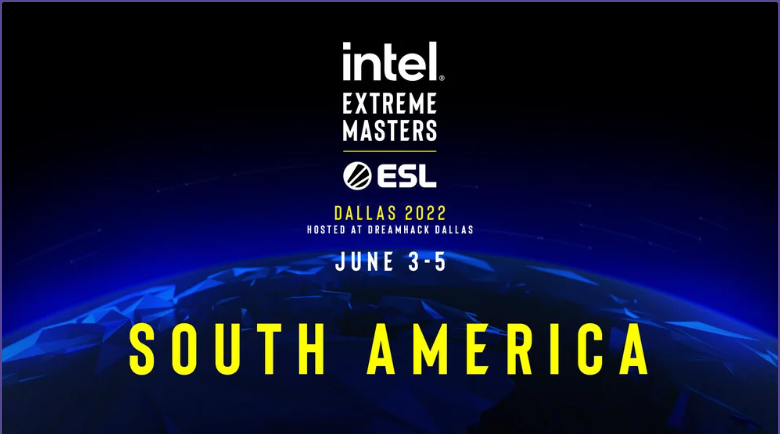 intel®
EXTREME
MASTERS
ESL
DALLAS 2022
HOSTED AT DREAMHACK DALLAS
JUNE 3-5
SOUTH AMERICA